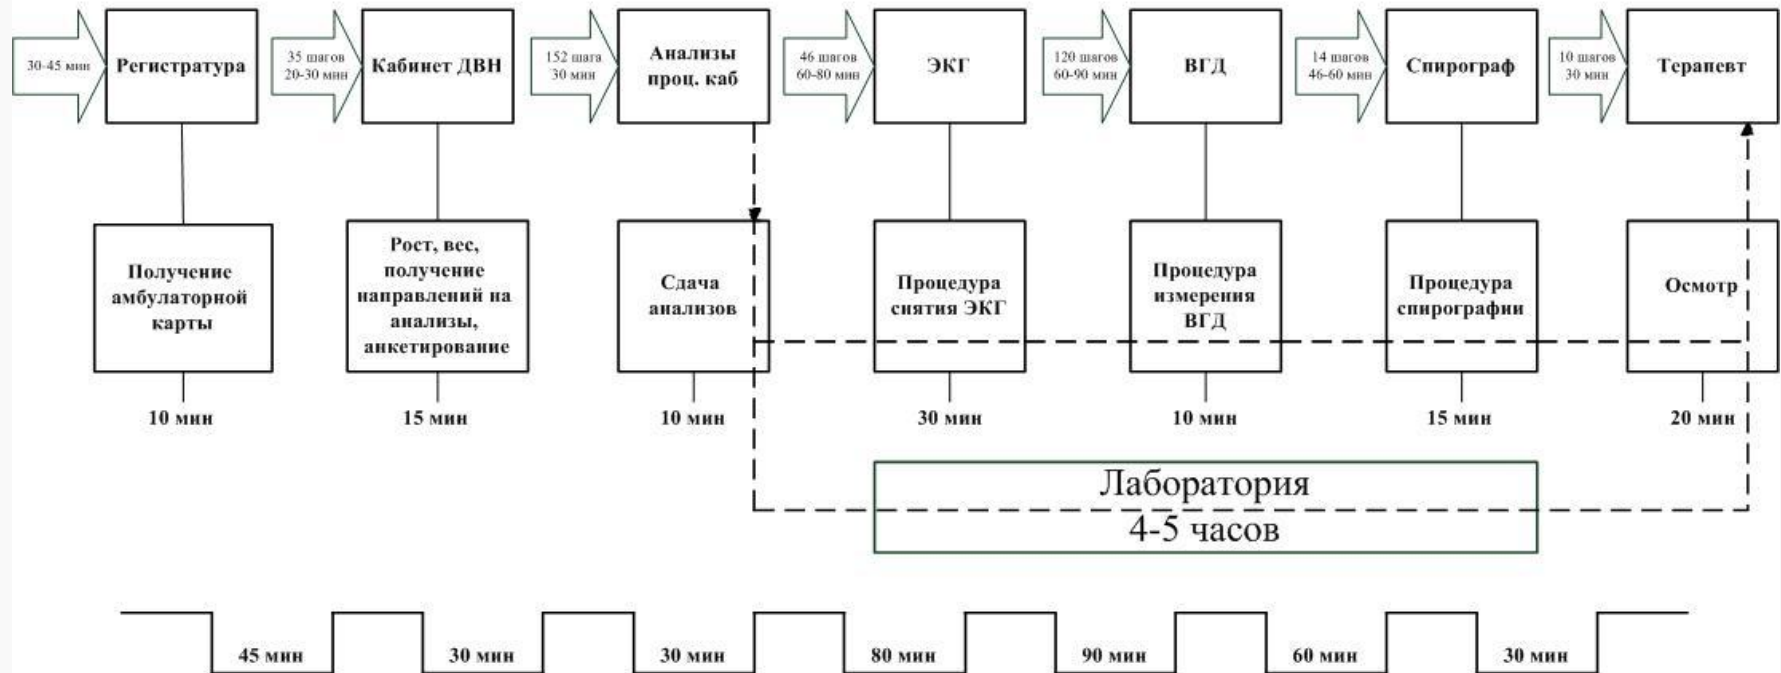 30-45 мин
Регистратура
35 шагов
20-30 мин
Кабинет ДВН
152 шага
30 мин
Анализы
проц. каб
46 шагов
60-80 мин
ЭКГ
120 шагов
60-90 мин
ВГД
14 шагов
46-60 мин
Спирограф
10 шагов
30 мин
Терапевт
Получение
амбулаторной
карты
Рост, вес,
получение
направлений на
анализы,
анкетирование
Сдача
анализов
Процедура
снятия ЭКГ
Процедура
измерения
ВГД
Процедура
спирографии
Осмотр
10 мин
15 мин
10 мин
30 мин
10 мин
15 мин
20 мин
Лаборатория
4-5 часов
45 мин
30 мин
30 мин
80 мин
90 мин
60 мин
30 мин